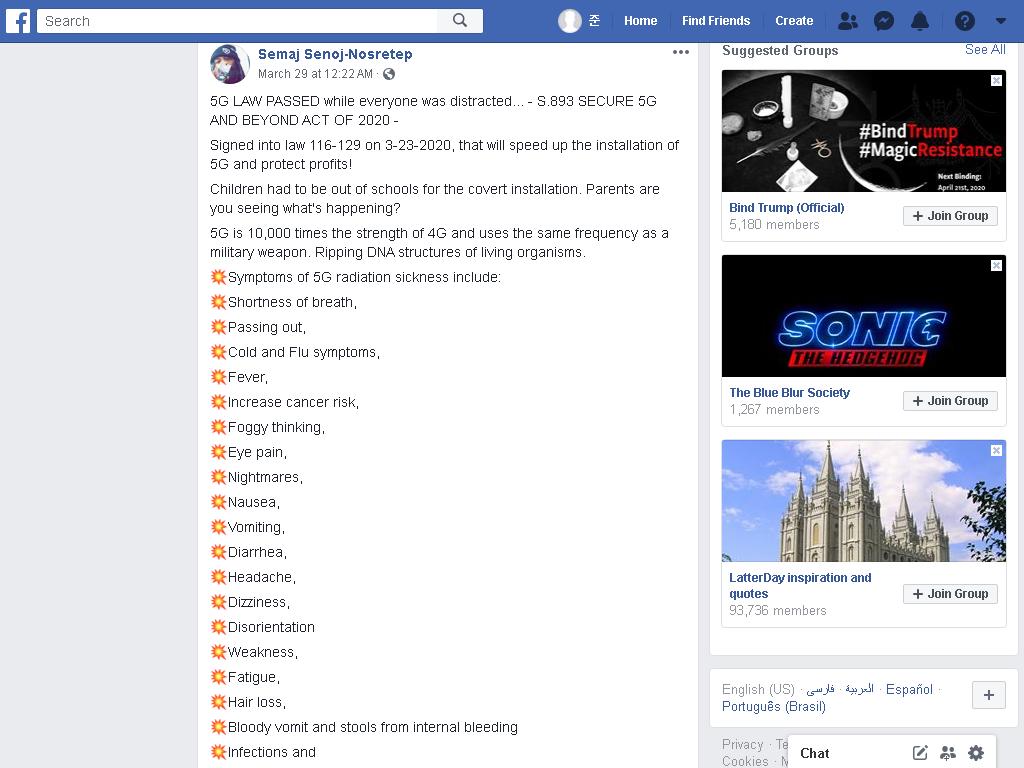 f
Search
준
Home
Find Friends
Create
Semaj Senoj-Nosretep
March 29 at 12:22 AM ·
5G LAW PASSED while everyone was distracted... - S.893 SECURE 5G
AND BEYOND ACT OF 2020 -
Signed into law 116-129 on 3-23-2020, that will speed up the installation of
5G and protect profits!
Children had to be out of schools for the covert installation. Parents are
you seeing what's happening?
5G is 10,000 times the strength of 4G and uses the same frequency as a
military weapon. Ripping DNA structures of living organisms.
💥Symptoms of 5G radiation sickness include:
💥Shortness of breath,
💥Passing out,
💥Cold and Flu symptoms,
💥Fever,
💥Increase cancer risk,
💥Foggy thinking,
💥Eye pain,
💥Nightmares,
💥Nausea,
💥Vomiting,
💥Diarrhea,
💥Headache,
💥Dizziness,
💥Disorientation
💥Weakness,
💥Fatigue,
💥Hair loss,
💥Bloody vomit and stools from internal bleeding
💥Infections and
Suggested Groups
See All
#BindTrump
#MagicResistance
Next Binding:
April 21st, 2020
Bind Trump (Official)
5,180 members
+ Join Group
SONIC
THE HEDGEHOG
The Blue Blur Society
1,267 members
+ Join Group
LatterDay inspiration and
quotes
93,736 members
+ Join Group
English (US) · فارسی · العربية · Español ·
Português (Brasil)
Privacy ·
Cookies ·
Chat